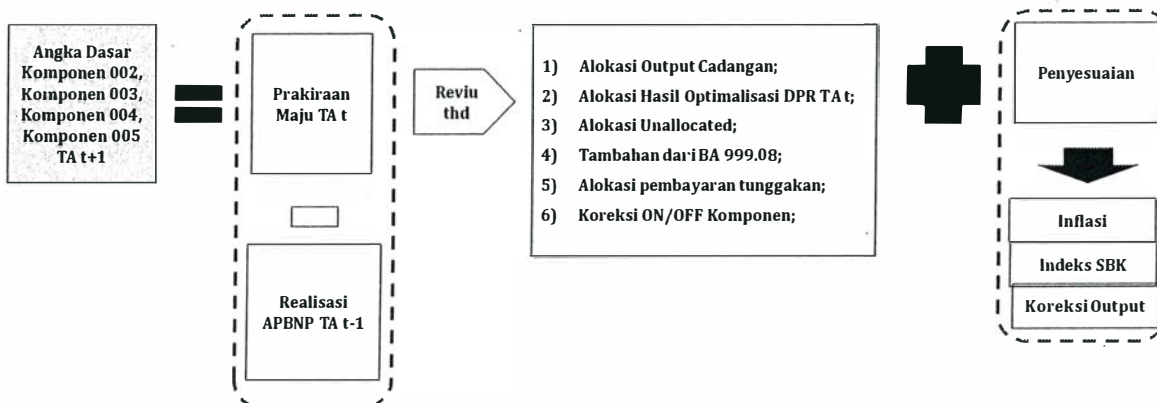 Angka Dasar
Komponen 002,
Komponen 003,
Komponen 004,
Komponen 005
TA t+1
Prakiraan
Maju TA t
Realisasi
APBNP TA t-1
Reviu
thd
1) Alokasi Output Cadangan;
2) Alokasi Hasil Optimalisasi DPR TA t;
3) Alokasi Unallocated;
4) Tambahan dari BA 999.08;
5) Alokasi pembayaran tunggakan;
6) Koreksi ON/OFF Komponen;
Penyesuaian
Inflasi
Indeks SBK
Koreksi Output